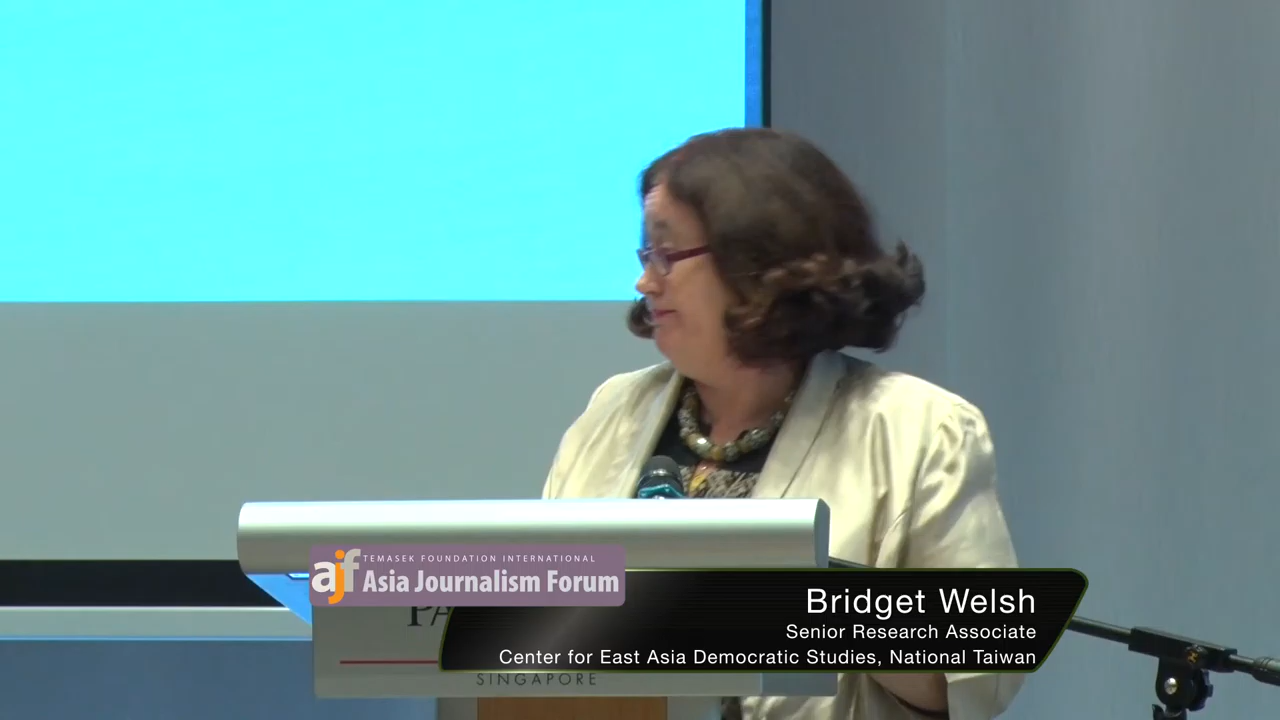 ajf
TEMASEK FOUNDATION INTERNATIONAL
Asia Journalism Forum
PA
Bridget Welsh
Senior Research Associate
Center for East Asia Democratic Studies, National Taiwan
SINGAPORE